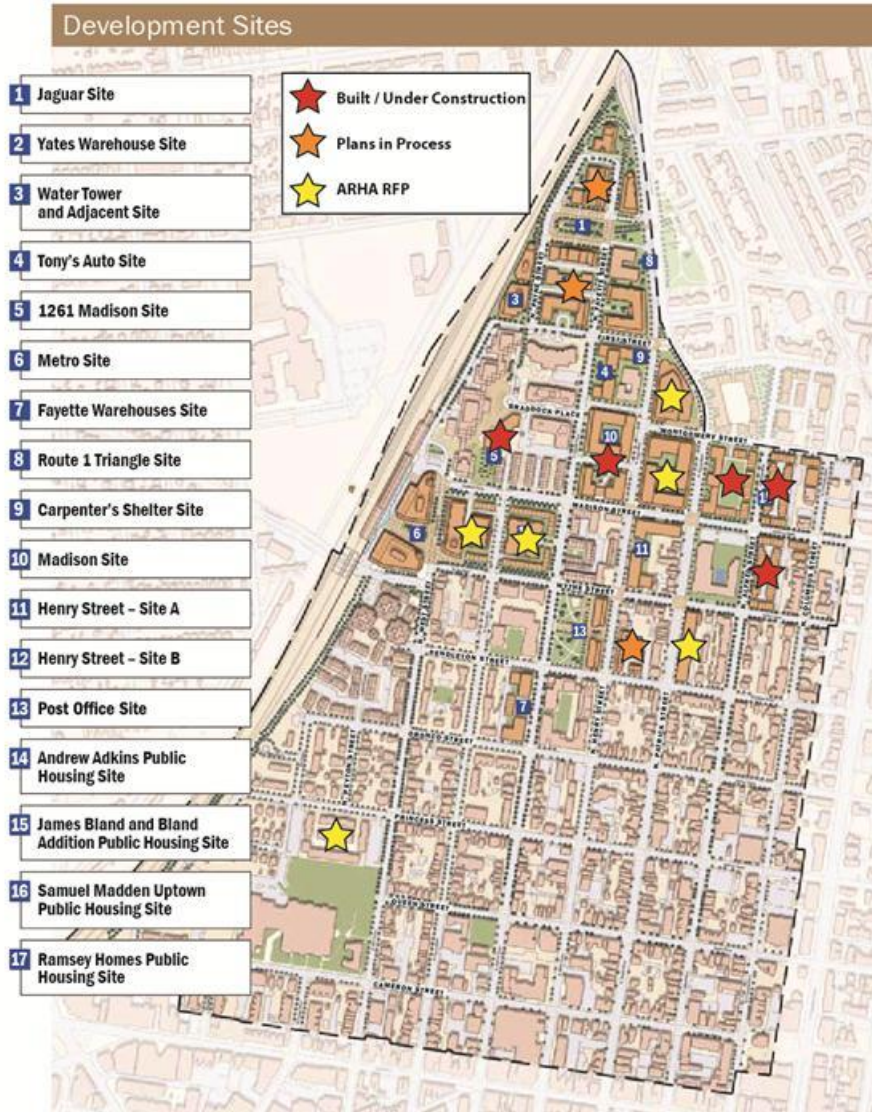 Development Sites
1 Jaguar Site
2 Yates Warehouse Site
3 Water Tower
and Adjacent Site
4 Tony's Auto Site
5 1261 Madison Site
6 Metro Site
7 Fayette Warehouses Site
8 Route 1 Triangle Site
9 Carpenter's Shelter Site
10 Madison Site
11 Henry Street – Site A
12 Henry Street – Site B
13 Post Office Site
14 Andrew Adkins Public
Housing Site
15 James Bland and Bland
Addition Public Housing Site
16 Samuel Madden Uptown
Public Housing Site
17 Ramsey Homes Public
Housing Site
Built / Under Construction
Plans in Process
ARHA RFP
1
8
3
FIRST STREET
9
4
BRADDOCK PLACE
10
MONTGOMERY STREET
5
MADISON STREET
6
11
13
PENDLETON STREET
7
N. HENRY STREET
ORONOCO STREET
N. PEYTON STREET
PRINCESS STREET
QUEEN STREET
CAMERON STREET